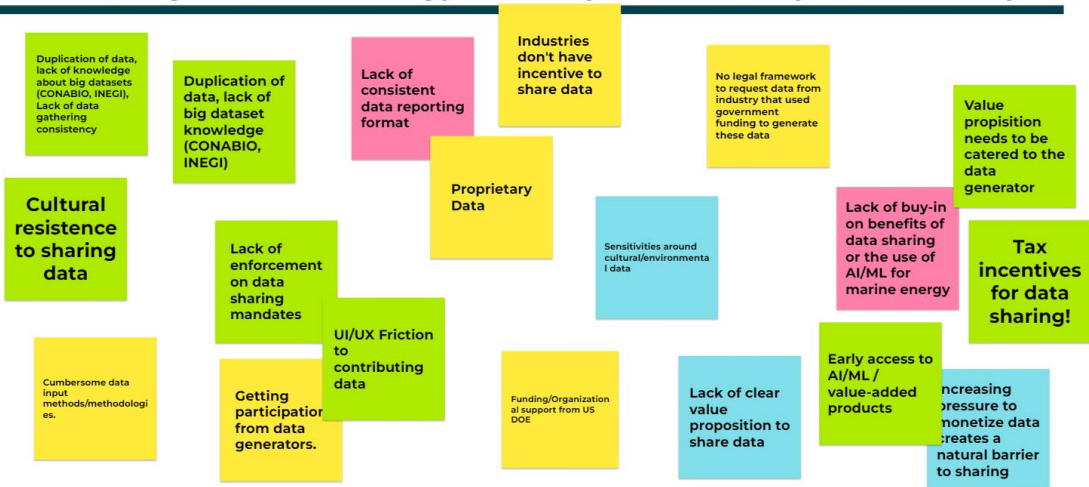 Duplication of data,
lack of knowledge
about big datasets
(CONABIO, INEGI),
Lack of data
gathering
consistency
Duplication of
data, lack of
big dataset
knowledge
(CONABIO,
INEGI)
Lack of
consistent
data reporting
format
Industries
don't have
incentive to
share data
No legal framework
to request data from
industry that used
government
funding to generate
these data
Value
propisition
needs to be
catered to the
data
generator
Cultural
resistence
to sharing
data
Proprietary
Data
Lack of
enforcement
on data
sharing
mandates
Sensitivities around
cultural/environmenta
l data
Lack of buy-in
on benefits of
data sharing
or the use of
AI/ML for
marine energy
Tax
incentives
for data
sharing!
UI/UX Friction
to
contributing
data
Cumbersome data
input
methods/methodologi
es.
Getting
participation
from data
generators.
Funding/Organization
al support from US
DOE
Lack of clear
value
proposition to
share data
Early access to
AI/ML /
value-added
products
Increasing
pressure to
monetize data
creates a
natural barrier
to sharing